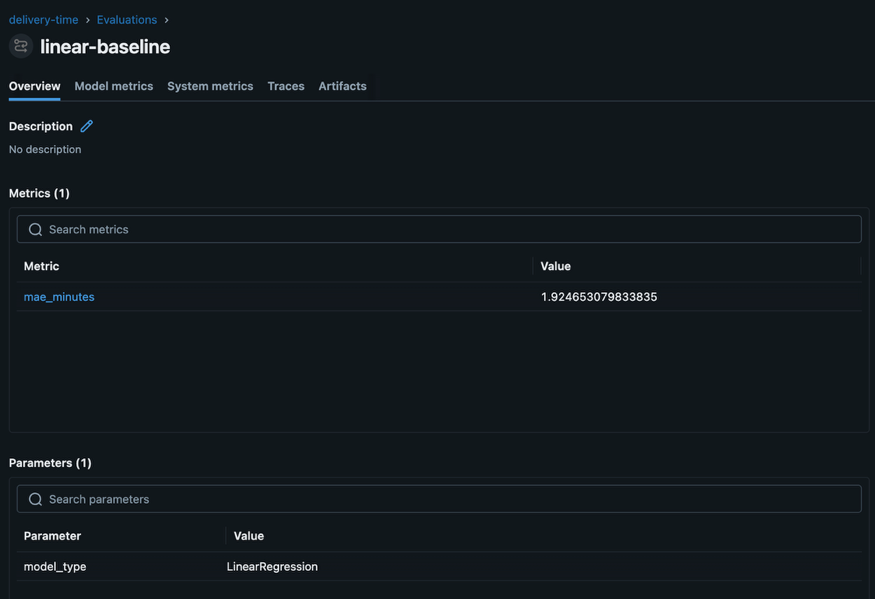 delivery-time › Evaluations ›
linear-baseline
Overview Model metrics System metrics Traces Artifacts
Description
No description
Metrics (1)
Search metrics
Metric Value
mae_minutes 1.924653079833835
Parameters (1)
Search parameters
Parameter Value
model_type LinearRegression